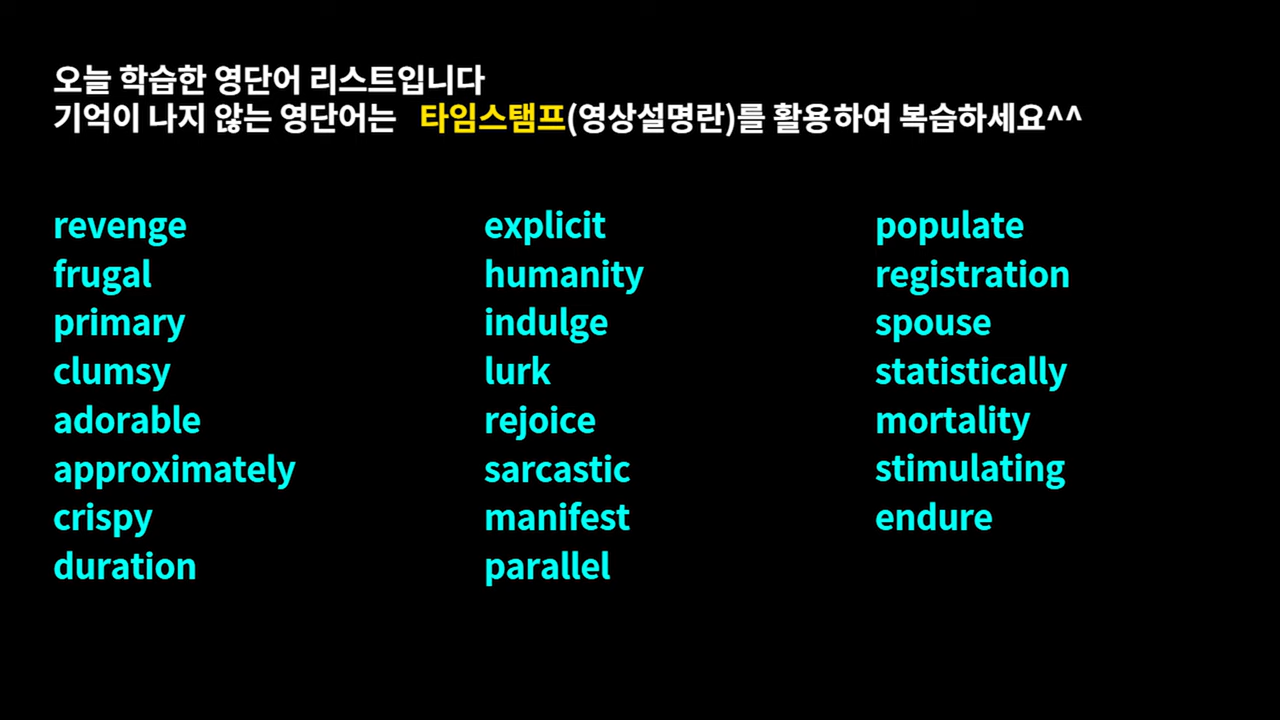 오늘 학습한 영단어 리스트입니다
기억이 나지 않는 영단어는 타임스탬프(영상설명란)를 활용하여 복습하세요^^
revenge
frugal
primary
clumsy
adorable
approximately
crispy
duration
explicit
humanity
indulge
lurk
rejoice
sarcastic
manifest
parallel
populate
registration
spouse
statistically
mortality
stimulating
endure